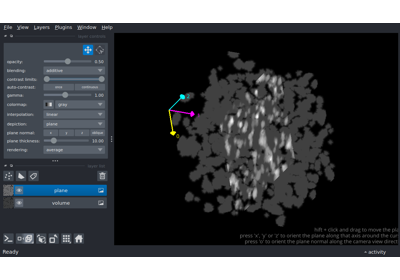 File View Layers Plugins Window Help
layer controls
opacity: 0.50
blending: additive
contrast limits:
auto-contrast: once continuous
gamma: 1.00
colormap: gray
interpolation: linear
depiction: plane
plane normal: x y z oblique
plane thickness: 10.00
rendering: average
layer list
plane
volume
hift + click and drag to move the pl
press 'x', 'y' or 'z' to orient the plane along that axis around the cur
press 'o' to orient the plane normal along the camera view direct
Ready
activity